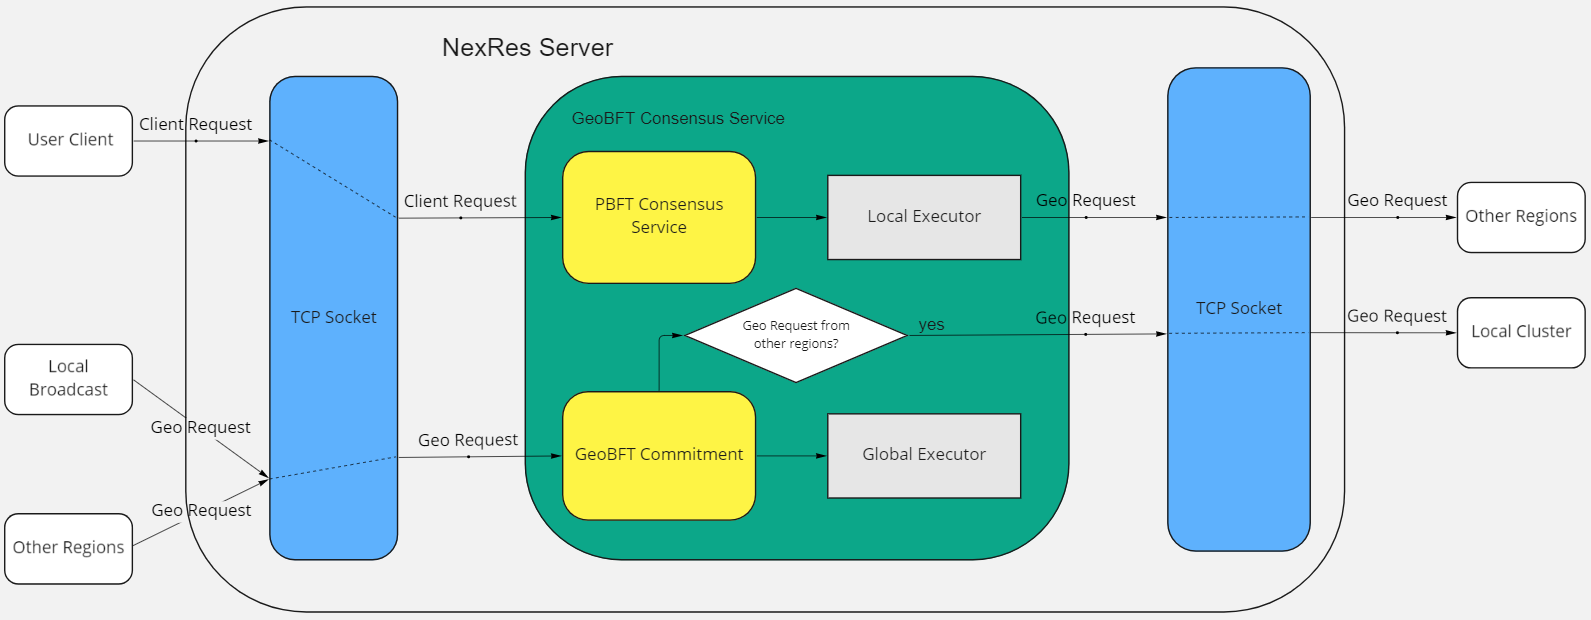 NexRes Server
GeoBFT Consensus Service
User Client
Client Request
Client Request
PBFT Consensus
Service
Local Executor
Geo Request
Geo Request
Other Regions
TCP Socket
TCP Socket
Geo Request from
other regions?
yes
Geo Request
Geo Request
Local Cluster
Local
Broadcast
Geo Request
Geo Request
GeoBFT Commitment
Global Executor
Geo Request
Other Regions